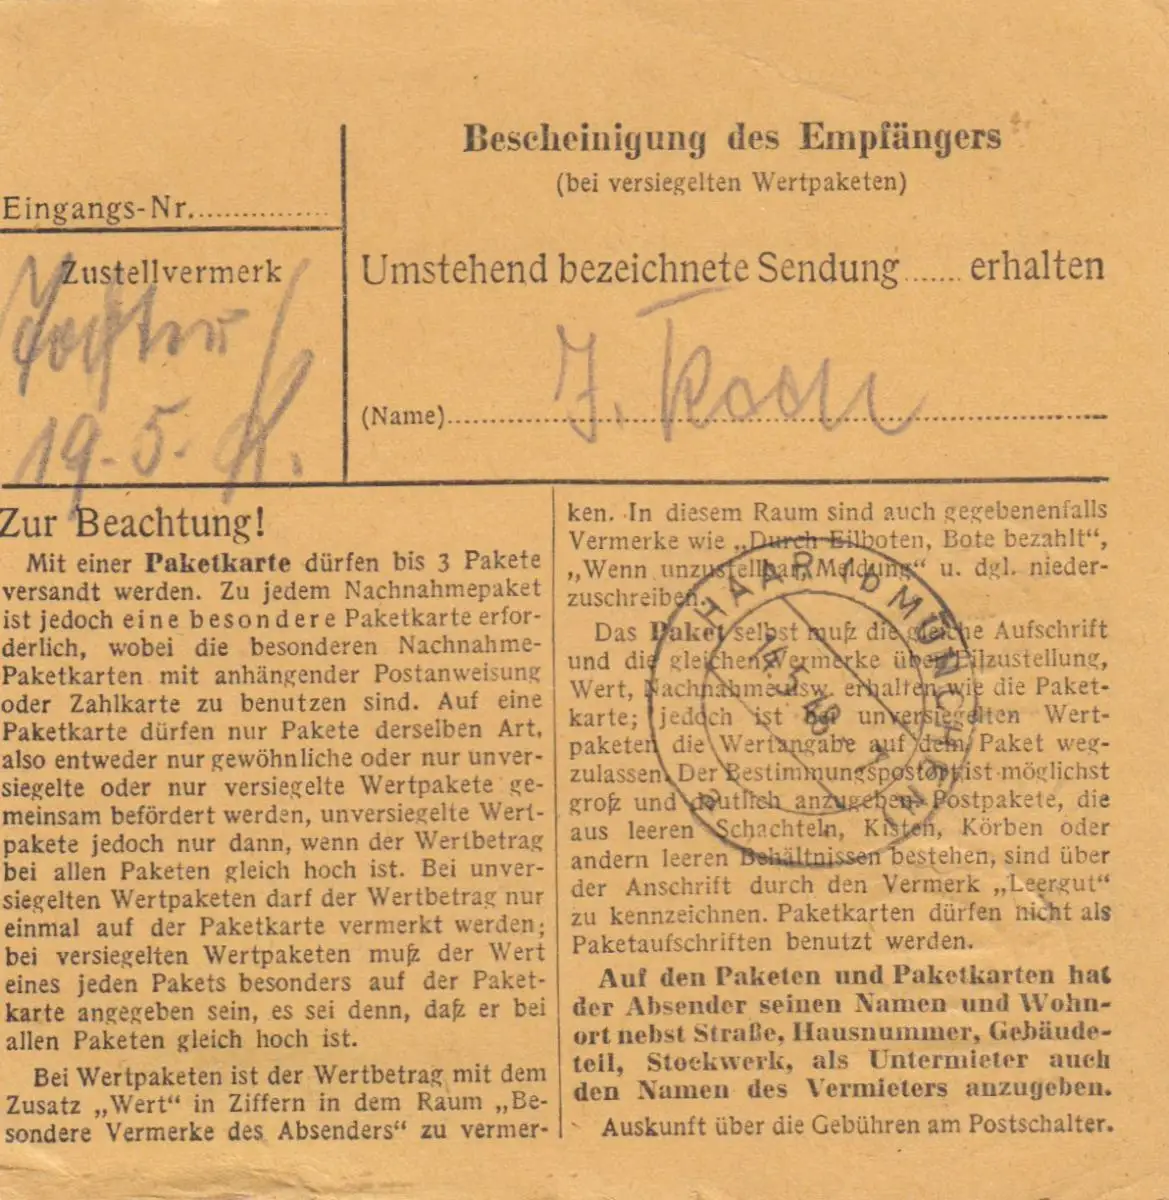 Bescheinigung des Empfängers
(bei versiegelten Wertpaketen)
Eingangs-Nr.................
Zustellvermerk
Umstehend bezeichnete Sendung...... erhalten
Tochter
19. 5.
(Name)
J. Koch
Zur Beachtung!
Mit einer Paketkarte dürfen bis 3 Pakete
versandt werden. Zu jedem Nachnahmepaket
ist jedoch eine besondere Paketkarte erfor-
derlich, wobei die besonderen Nachnahme-
Paketkarten mit anhängender Postanweisung
oder Zahlkarte zu benutzen sind. Auf eine
Paketkarte dürfen nur Pakete derselben Art,
also entweder nur gewöhnliche oder nur unver-
siegelte oder nur versiegelte Wertpakete ge-
meinsam befördert werden, unversiegelte Wert-
pakete jedoch nur dann, wenn der Wertbetrag
bei allen Paketen gleich hoch ist. Bei unver-
siegelten Wertpaketen darf der Wertbetrag nur
einmal auf der Paketkarte vermerkt werden;
bei versiegelten Wertpaketen muß der Wert
eines jeden Pakets besonders auf der Paket-
karte angegeben sein, es sei denn, daß er bei
allen Paketen gleich hoch ist.
Bei Wertpaketen ist der Wertbetrag mit dem
Zusatz „Wert“ in Ziffern in dem Raum „Be-
sondere Vermerke des Absenders“ zu vermer-
ken. In diesem Raum sind auch gegebenenfalls
Vermerke wie „Durch Eilboten, Bote bezahlt“,
„Wenn unzustellbar, Meldung“ u. dgl. nieder-
zuschreiben.
Das Paket selbst muß die gleiche Aufschrift
und die gleichen Vermerke über Eilzustellung,
Wert, Nachnahme usw. erhalten wie die Paket-
karte; jedoch ist bei unversiegelten Wert-
paketen die Wertangabe auf dem Paket weg-
zulassen. Der Bestimmungspostort ist möglichst
groß und deutlich anzugeben. Postpakete, die
aus leeren Schachteln, Kisten, Körben oder
andern leeren Behältnissen bestehen, sind über
der Anschrift durch den Vermerk „Leergut“
zu kennzeichnen. Paketkarten dürfen nicht als
Paketaufschriften benutzt werden.
Auf den Paketen und Paketkarten hat
der Absender seinen Namen und Wohn-
ort nebst Straße, Hausnummer, Gebäude-
teil, Stockwerk, als Untermieter auch
den Namen des Vermieters anzugeben.
Auskunft über die Gebühren am Postschalter.
HAAR (B MÜNCHEN